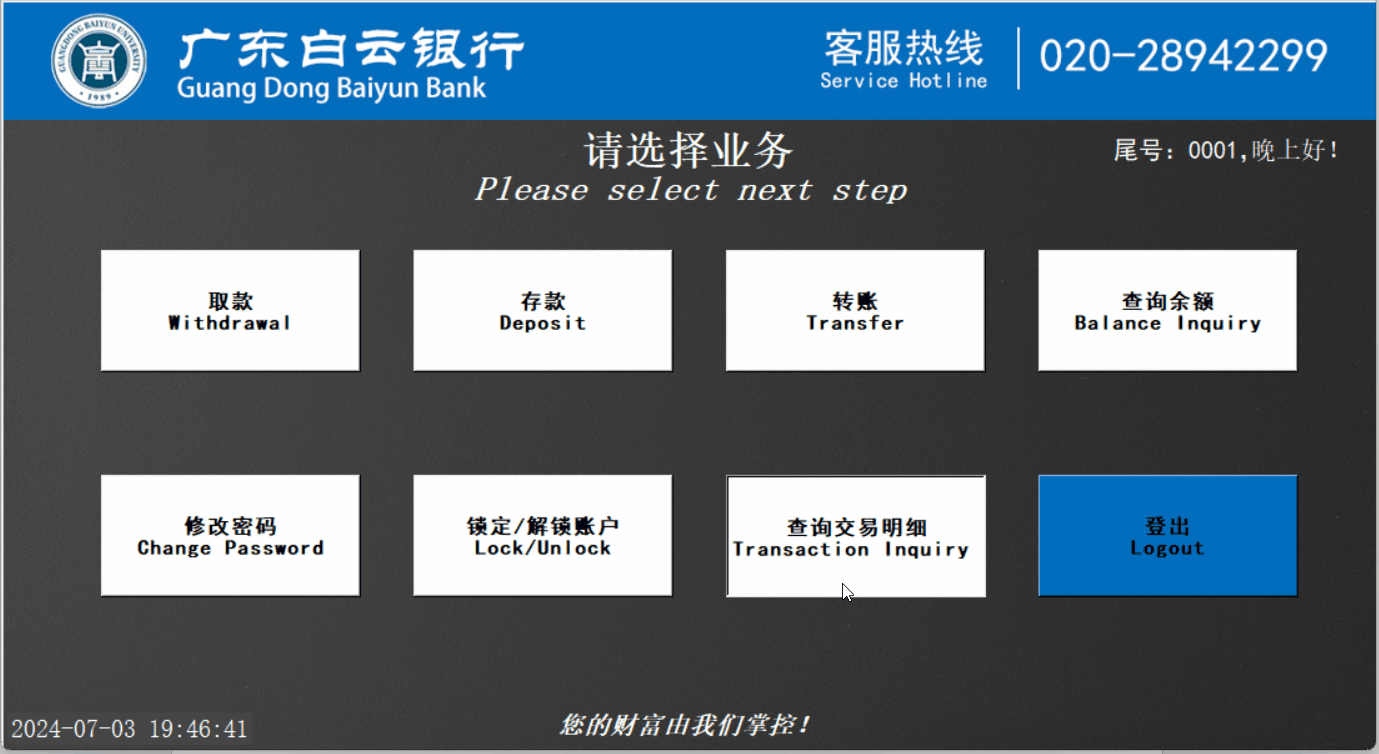 GUANGDONG BAIYUN UNIVERSITY
1989
广东白云银行
Guang Dong Baiyun Bank
客服热线
Service Hotline
020-28942299
请选择业务
Please select next step
尾号：0001,晚上好！
取款
Withdrawal
存款
Deposit
转账
Transfer
查询余额
Balance Inquiry
修改密码
Change Password
锁定/解锁账户
Lock/Unlock
查询交易明细
Transaction Inquiry
登出
Logout
2024-07-03 19:46:41
您的财富由我们掌控！